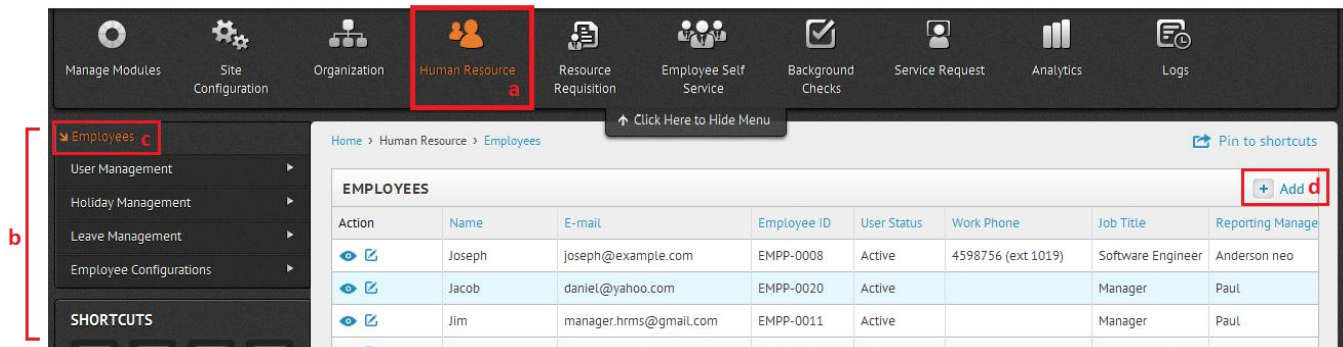 Manage Modules
Site
Configuration
Organization
Human Resource
a
Resource
Requisition
Employee Self
Service
Background
Checks
Service Request
Analytics
Logs
Click Here to Hide Menu
b
Employees c
User Management
Holiday Management
Leave Management
Employee Configurations
SHORTCUTS
Home › Human Resource › Employees
Pin to shortcuts
EMPLOYEES
+ Add d
Action Name E-mail Employee ID User Status Work Phone Job Title Reporting Manage
Joseph joseph@example.com EMPP-0008 Active 4598756 (ext 1019) Software Engineer Anderson neo
Jacob daniel@yahoo.com EMPP-0020 Active Manager Paul
Jim manager.hrms@gmail.com EMPP-0011 Active Manager Paul